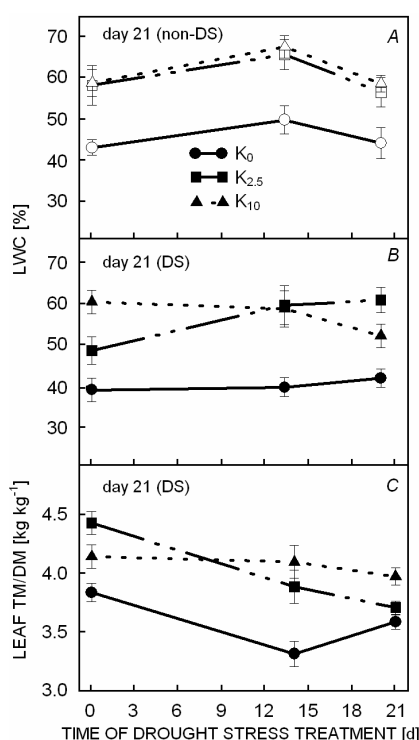 day 21 (non-DS) A
70
60
50
40
30
K0
K2.5
K10
LWC [%]
day 21 (DS) B
70
60
50
40
30
day 21 (DS) C
4.5
4.0
3.5
3.0
LEAF TM/DM [kg kg-1]
0 3 6 9 12 15 18 21
TIME OF DROUGHT STRESS TREATMENT [d]